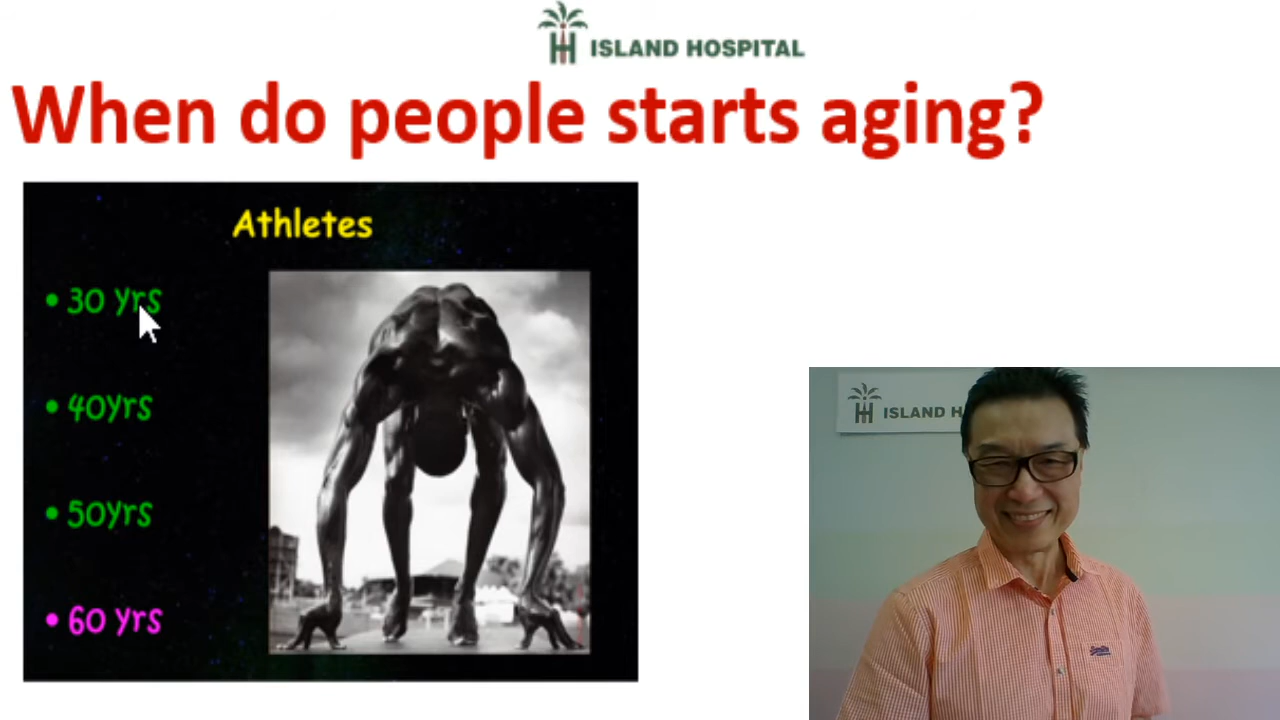 ISLAND HOSPITAL
When do people starts aging?
Athletes
• 30 yrs
• 40yrs
• 50yrs
• 60 yrs
ISLAND H